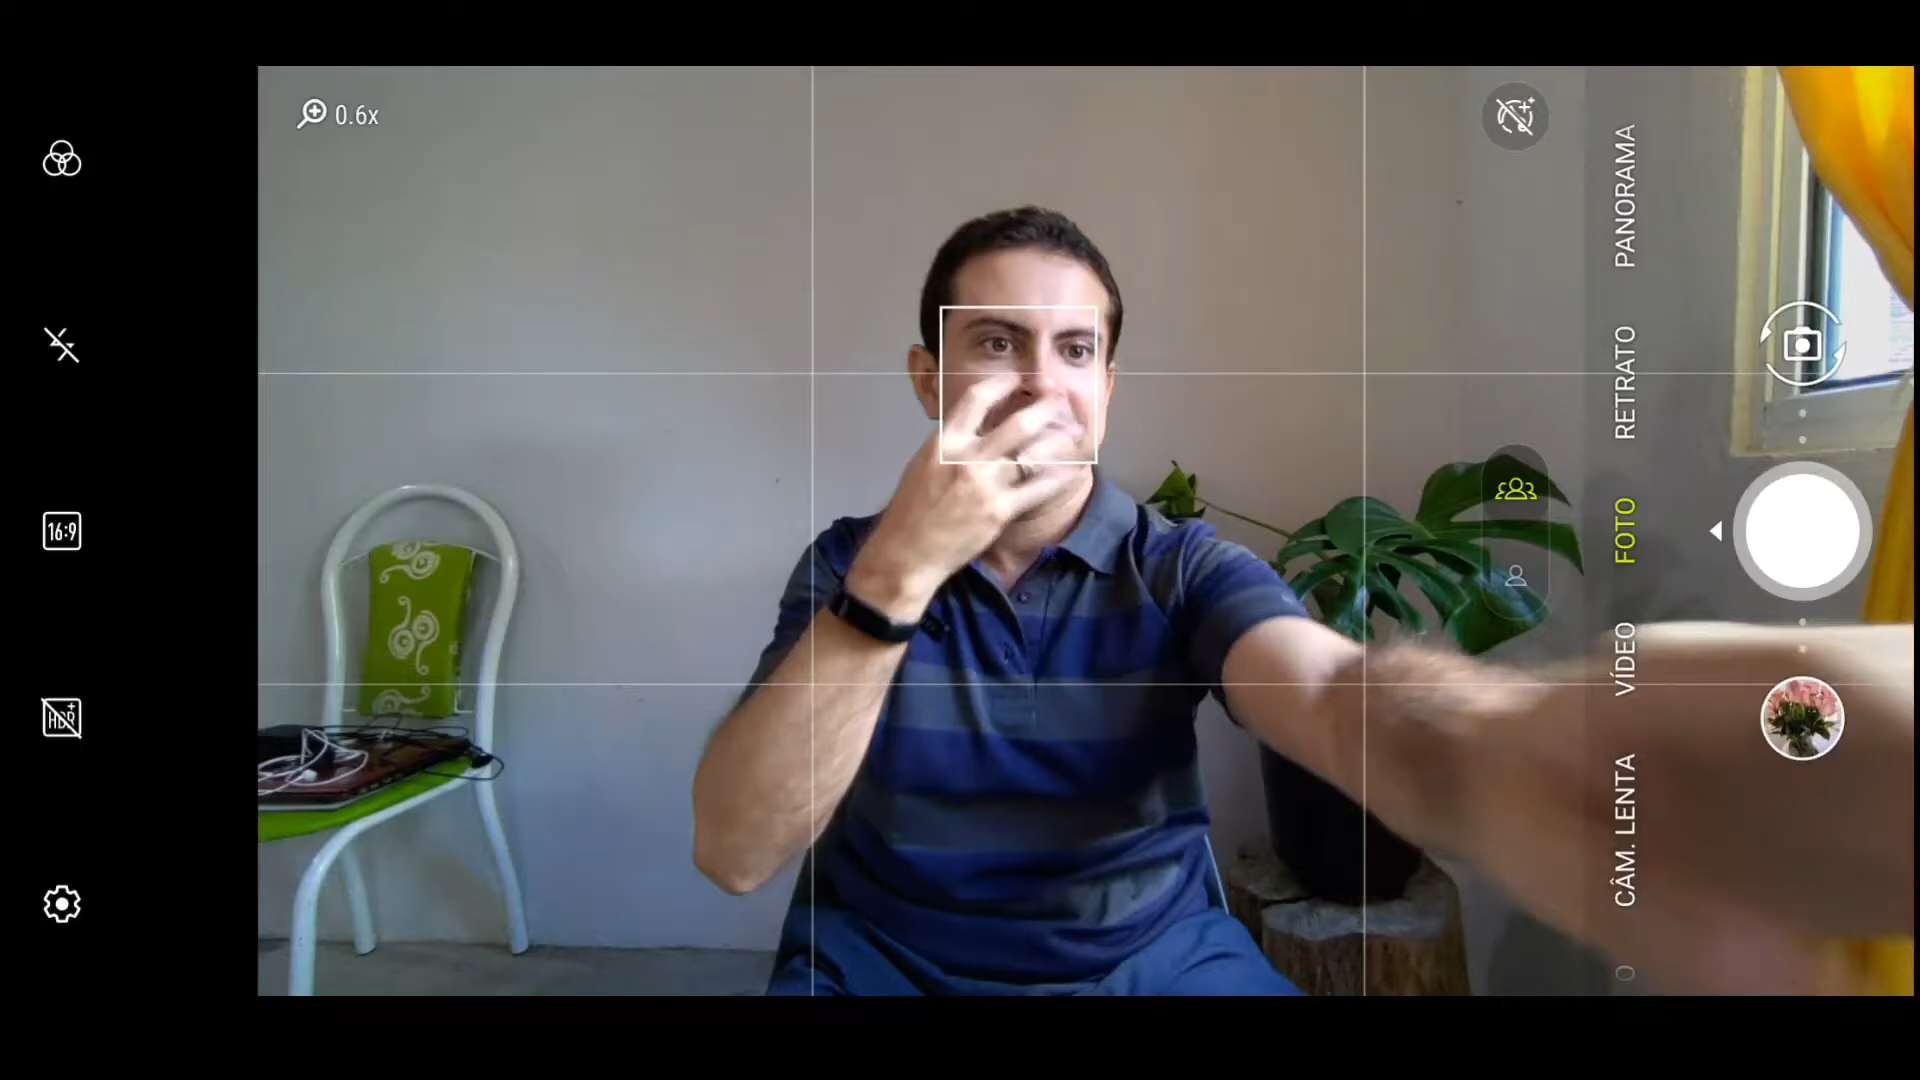 0.6x
16:9
HDR
PANORAMA
RETRATO
FOTO
VÍDEO
CÂM. LENTA
O